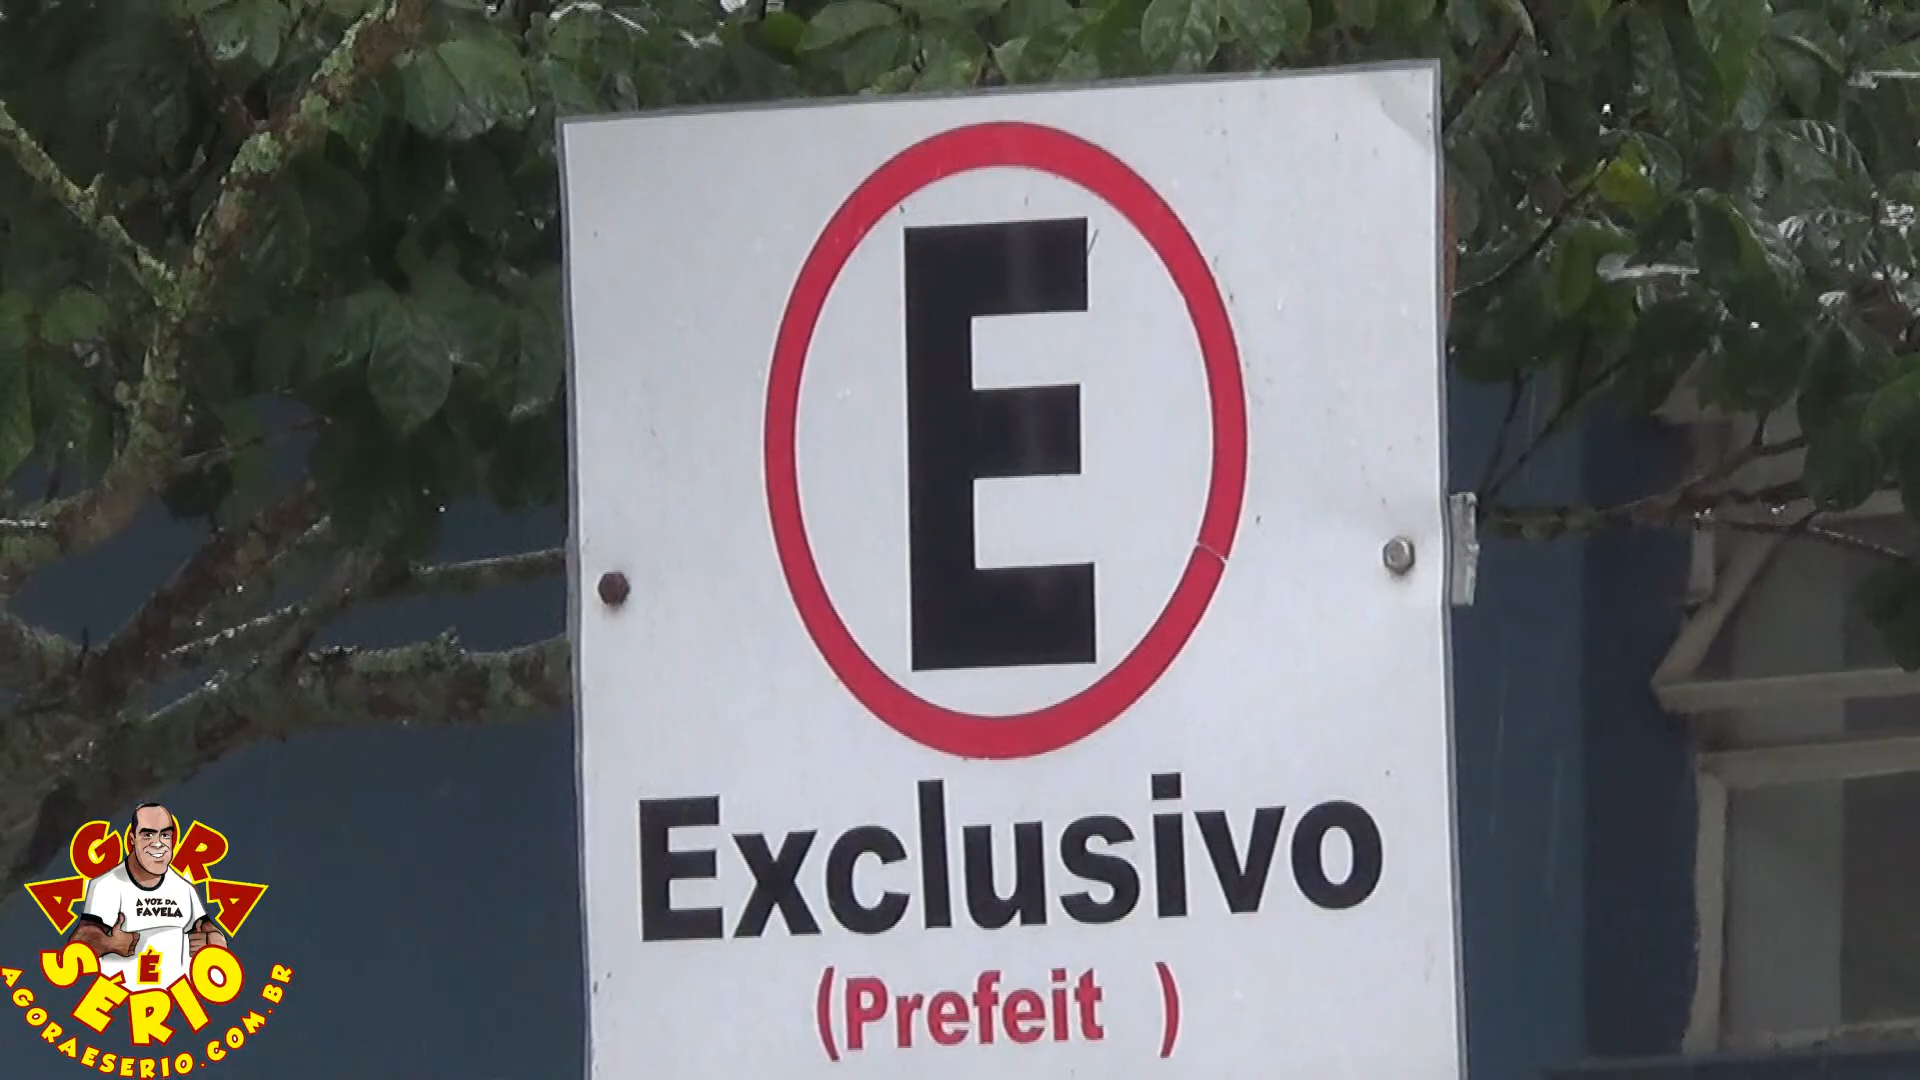 E
Exclusivo
(Prefeit )
AGORA
A VOZ DA
FAVELA
É
SÉRIO
AGORAESERIO.COM.BR